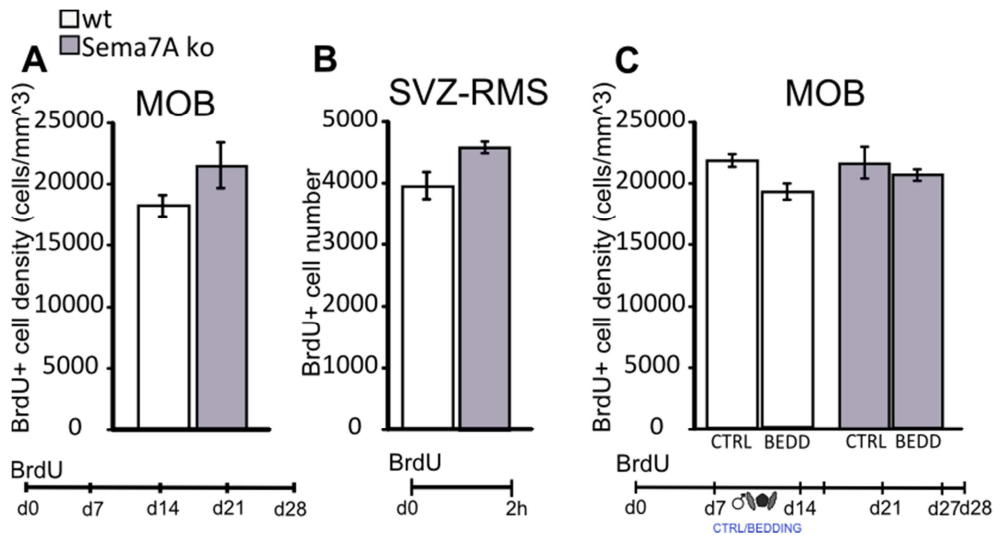 wt
Sema7A ko
A
MOB
BrdU+ cell density (cells/mm^3)
25000
20000
15000
10000
5000
0
BrdU
d0 d7 d14 d21 d28
B
SVZ-RMS
BrdU+ cell number
5000
4000
3000
2000
1000
0
BrdU
d0 2h
C
MOB
BrdU+ cell density (cells/mm^3)
25000
20000
15000
10000
5000
0
CTRL BEDD CTRL BEDD
BrdU
d0 d7 ♂ d14 d21 d27 d28
CTRL/BEDDING